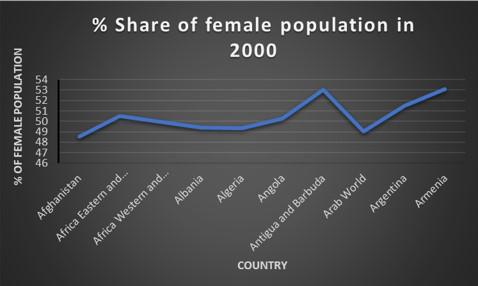 % Share of female population in
2000
% OF FEMALE POPULATION
54
53
52
51
50
49
48
47
46
Afghanistan
Africa Eastern and...
Africa Western and...
Albania
Algeria
Angola
Antigua and Barbuda
Arab World
Argentina
Armenia
COUNTRY